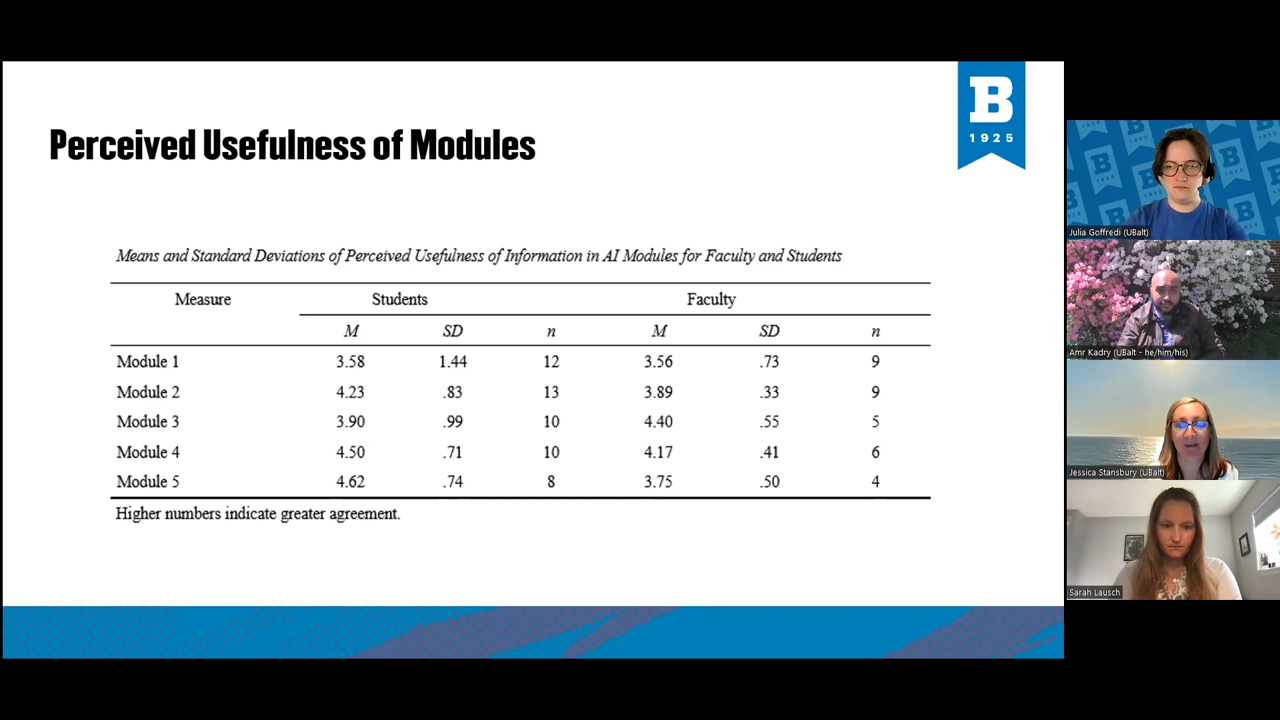 B
1925
Perceived Usefulness of Modules
Means and Standard Deviations of Perceived Usefulness of Information in AI Modules for Faculty and Students
Measure Students Faculty
M SD n M SD n
Module 1 3.58 1.44 12 3.56 .73 9
Module 2 4.23 .83 13 3.89 .33 9
Module 3 3.90 .99 10 4.40 .55 5
Module 4 4.50 .71 10 4.17 .41 6
Module 5 4.62 .74 8 3.75 .50 4
Higher numbers indicate greater agreement.
Julia Goffredi (UBalt)
Amr Kadry (UBalt - he/him/his)
Jessica Stansbury (UBalt)
Sarah Lausch